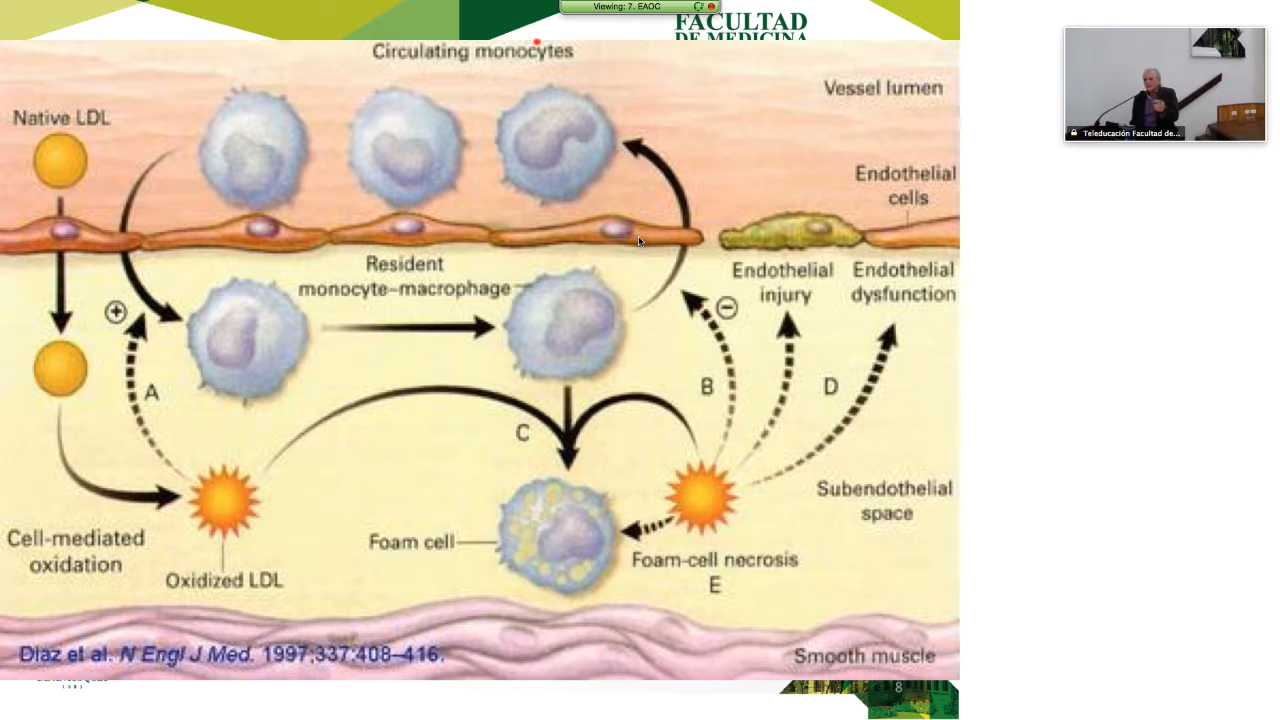 Viewing: 7. EAOC
FACULTAD
DE MEDICINA
Circulating monocytes
Vessel lumen
Native LDL
Endothelial
cells
Resident
monocyte–macrophage
Endothelial
injury
Endothelial
dysfunction
+
−
A
B
D
C
Subendothelial
space
Cell-mediated
oxidation
Oxidized LDL
Foam cell
Foam-cell necrosis
E
Diaz et al. N Engl J Med. 1997;337:408–416.
Smooth muscle
8
Teleducación Facultad de...